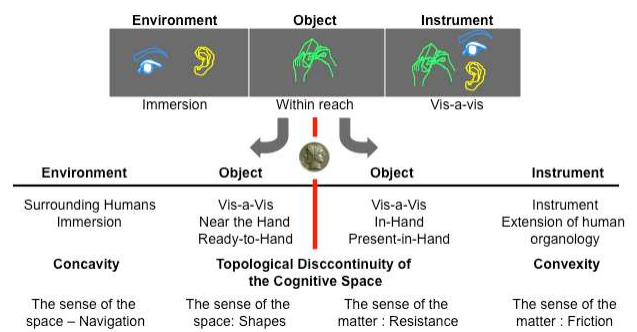 Environment Object Instrument
Immersion Within reach Vis-a-vis
Environment Object Object Instrument
Surrounding Humans Vis-a-Vis Vis-a-Vis Instrument
Immersion Near the Hand In-Hand Extension of human
Ready-to-Hand Present-in-Hand organology
Concavity Topological Disccontinuity of Convexity
the Cognitive Space
The sense of the The sense of the The sense of the The sense of the
space – Navigation space: Shapes matter : Resistance matter : Friction